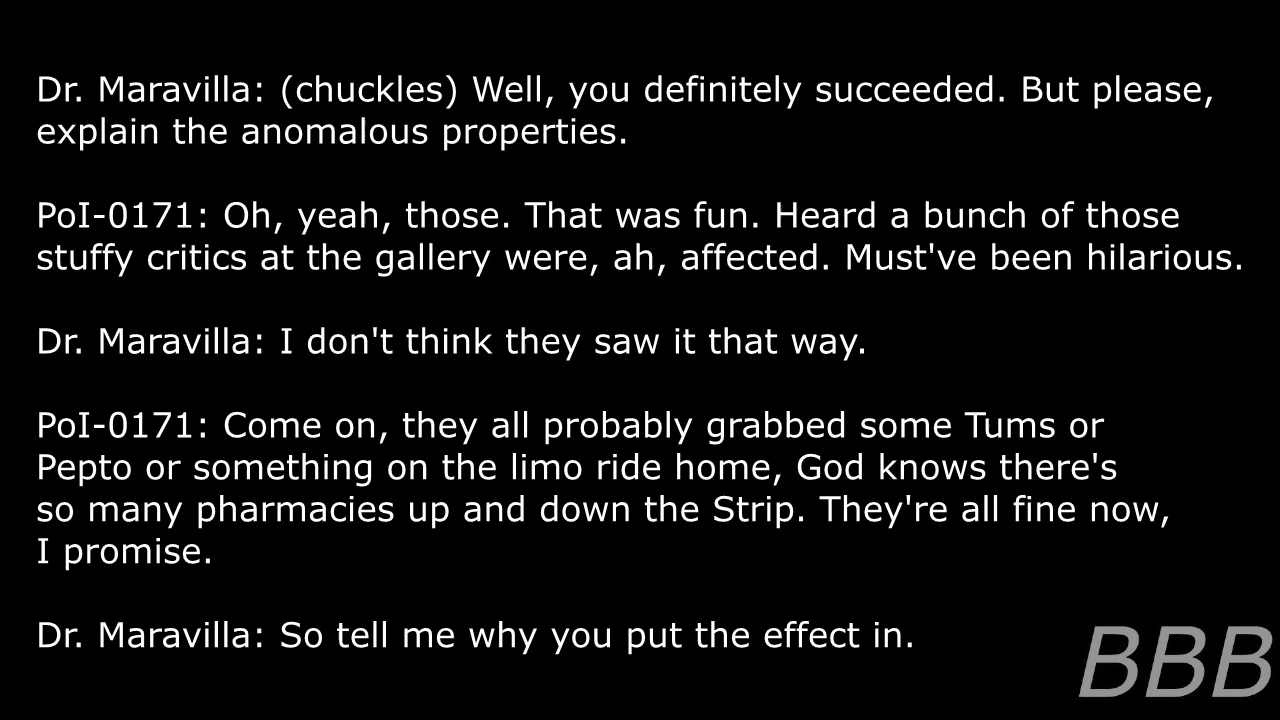 Dr. Maravilla: (chuckles) Well, you definitely succeeded. But please,
explain the anomalous properties.
PoI-0171: Oh, yeah, those. That was fun. Heard a bunch of those
stuffy critics at the gallery were, ah, affected. Must've been hilarious.
Dr. Maravilla: I don't think they saw it that way.
PoI-0171: Come on, they all probably grabbed some Tums or
Pepto or something on the limo ride home, God knows there's
so many pharmacies up and down the Strip. They're all fine now,
I promise.
Dr. Maravilla: So tell me why you put the effect in.
BBB